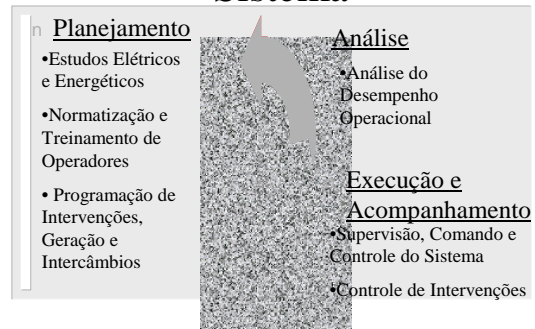 n Planejamento
•Estudos Elétricos
e Energéticos
•Normatização e
Treinamento de
Operadores
• Programação de
Intervenções,
Geração e
Intercâmbios
Análise
•Análise do
Desempenho
Operacional
Execução e
Acompanhamento
•Supervisão, Comando e
Controle do Sistema
•Controle de Intervenções